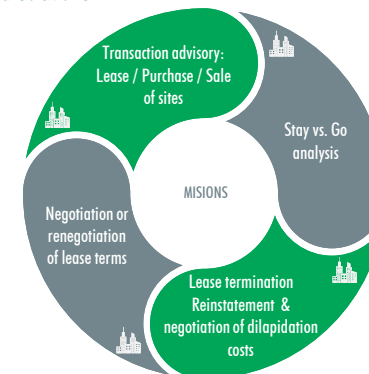 Transaction advisory:
Lease / Purchase / Sale
of sites
Stay vs. Go
analysis
MISIONS
Negotiation or
renegotiation
of lease terms
Lease termination
Reinstatement &
negotiation of dilapidation
costs